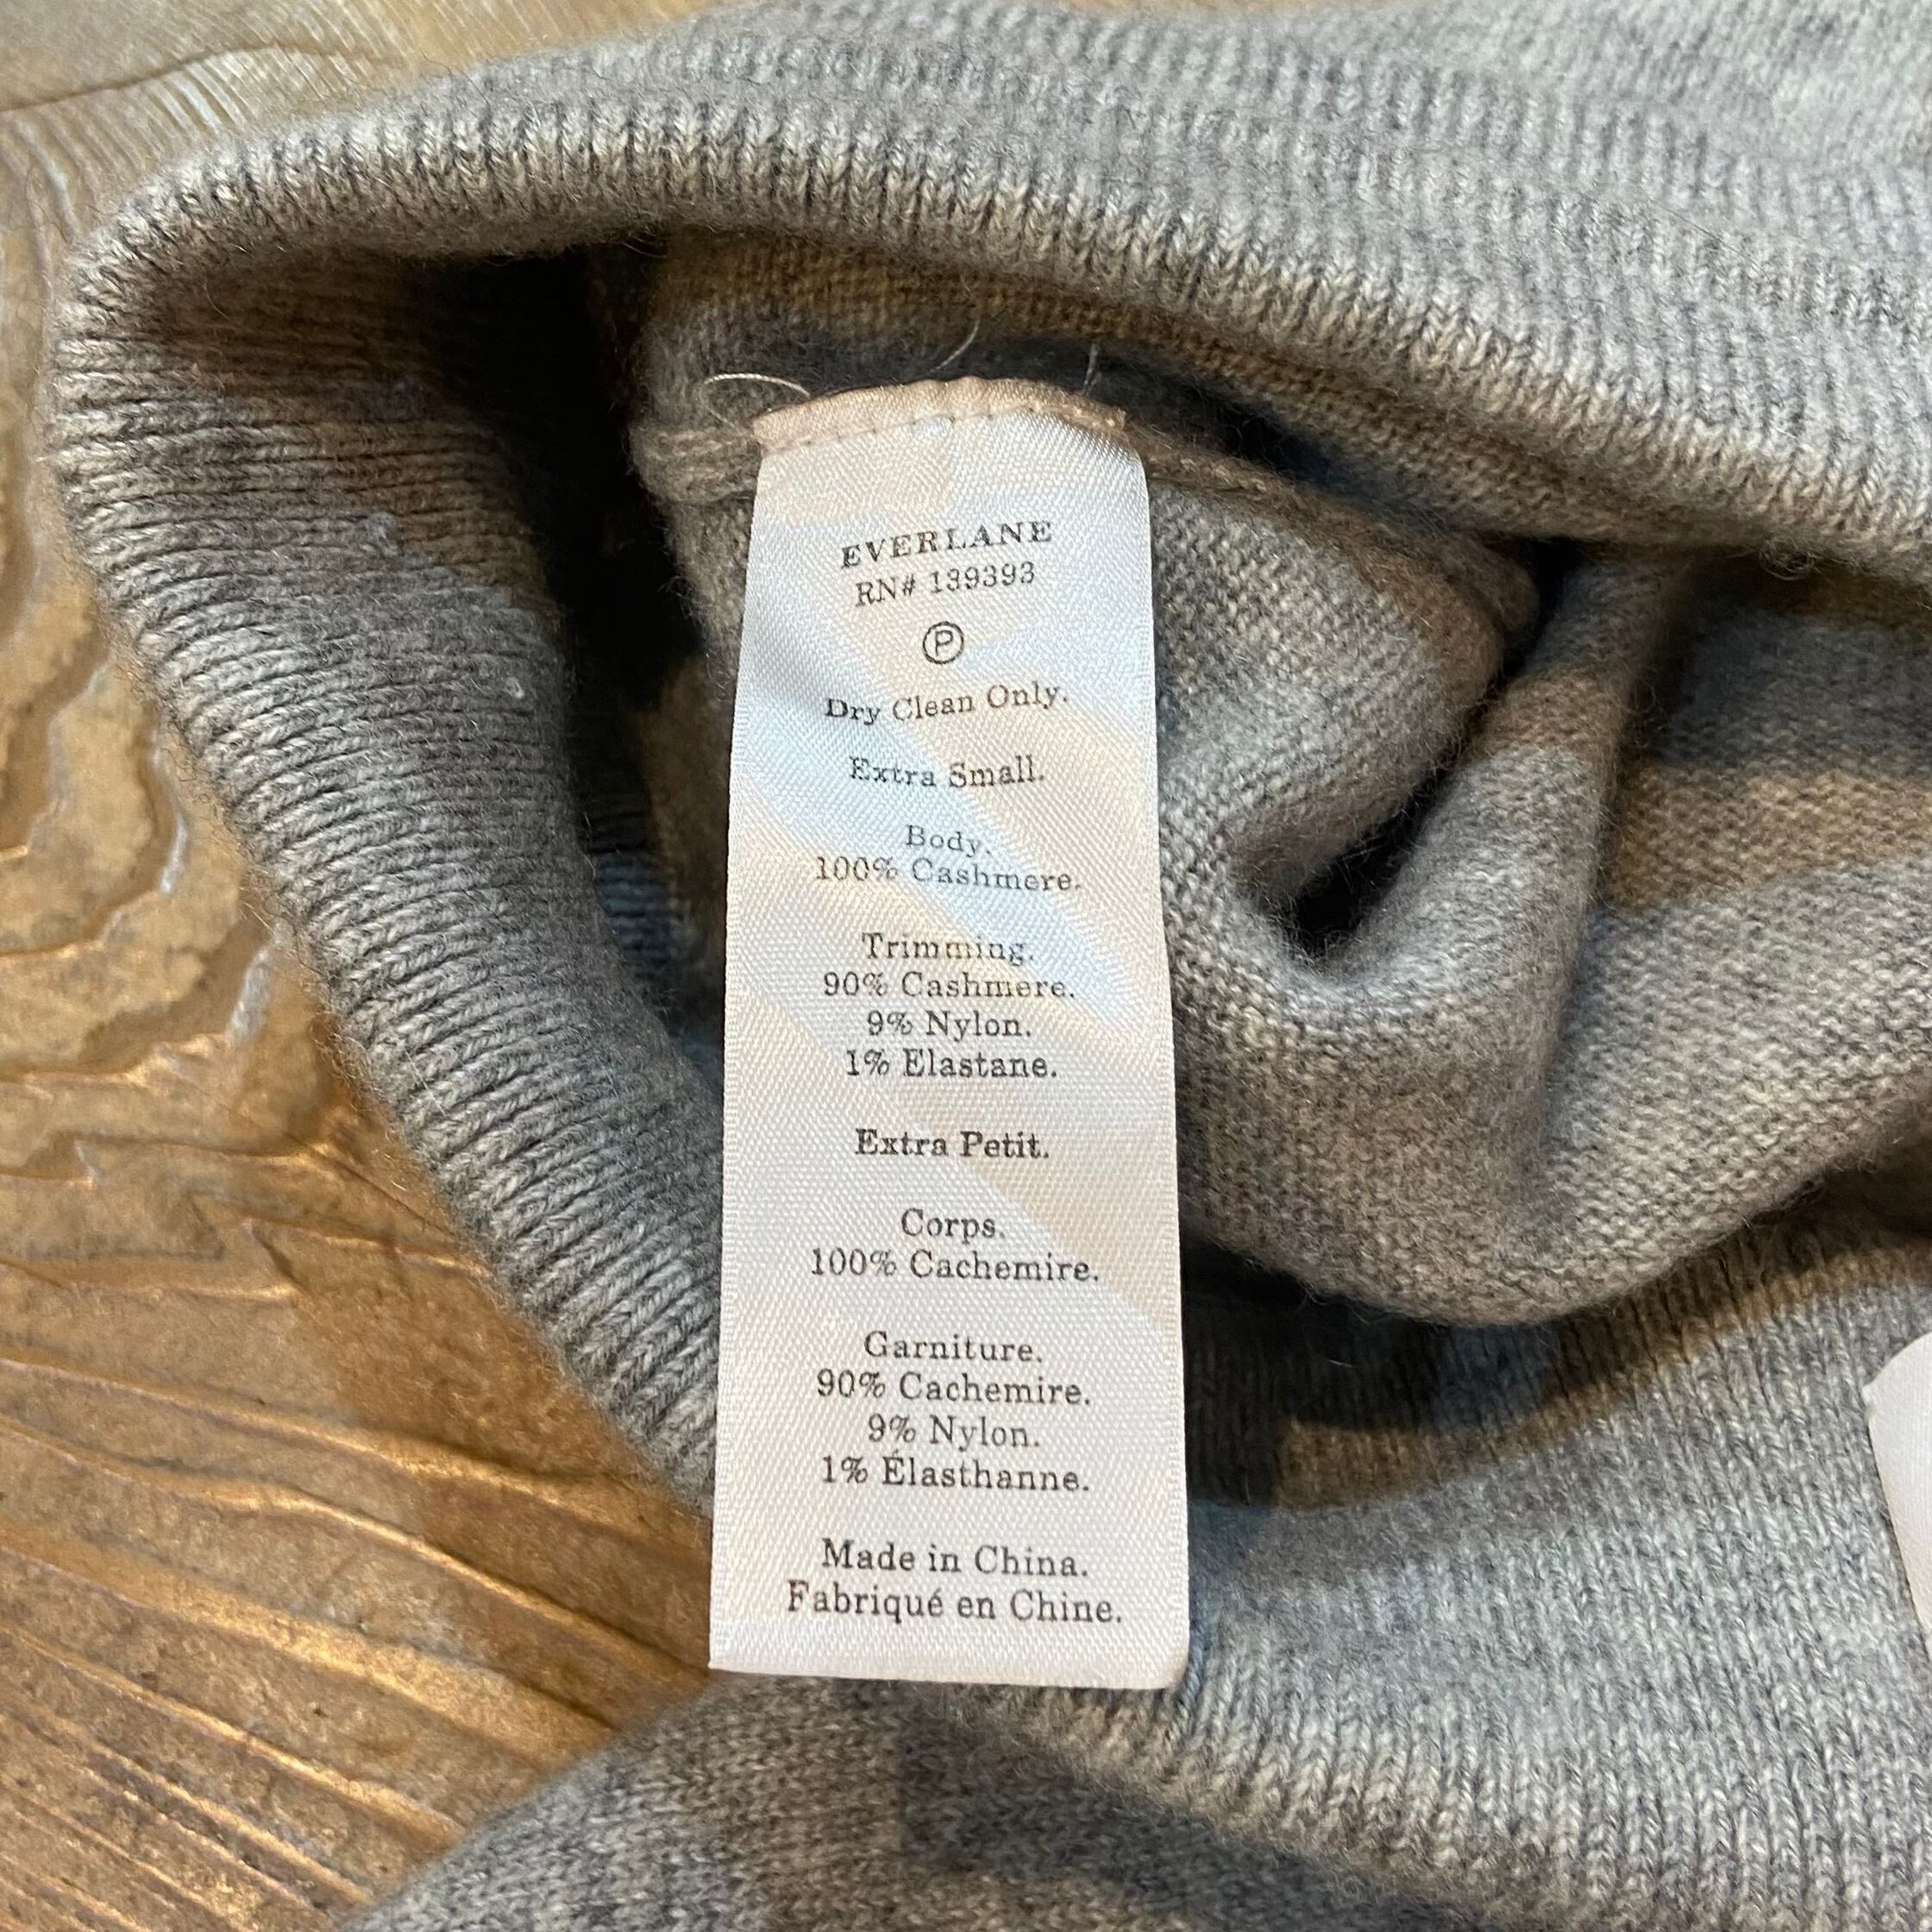 EVERLANE
RN# 139393
P
Dry Clean Only.
Extra Small.
Body.
100% Cashmere.
Trimming.
90% Cashmere.
9% Nylon.
1% Elastane.
Extra Petit.
Corps.
100% Cachemire.
Garniture.
90% Cachemire.
9% Nylon.
1% Élasthanne.
Made in China.
Fabriqué en Chine.